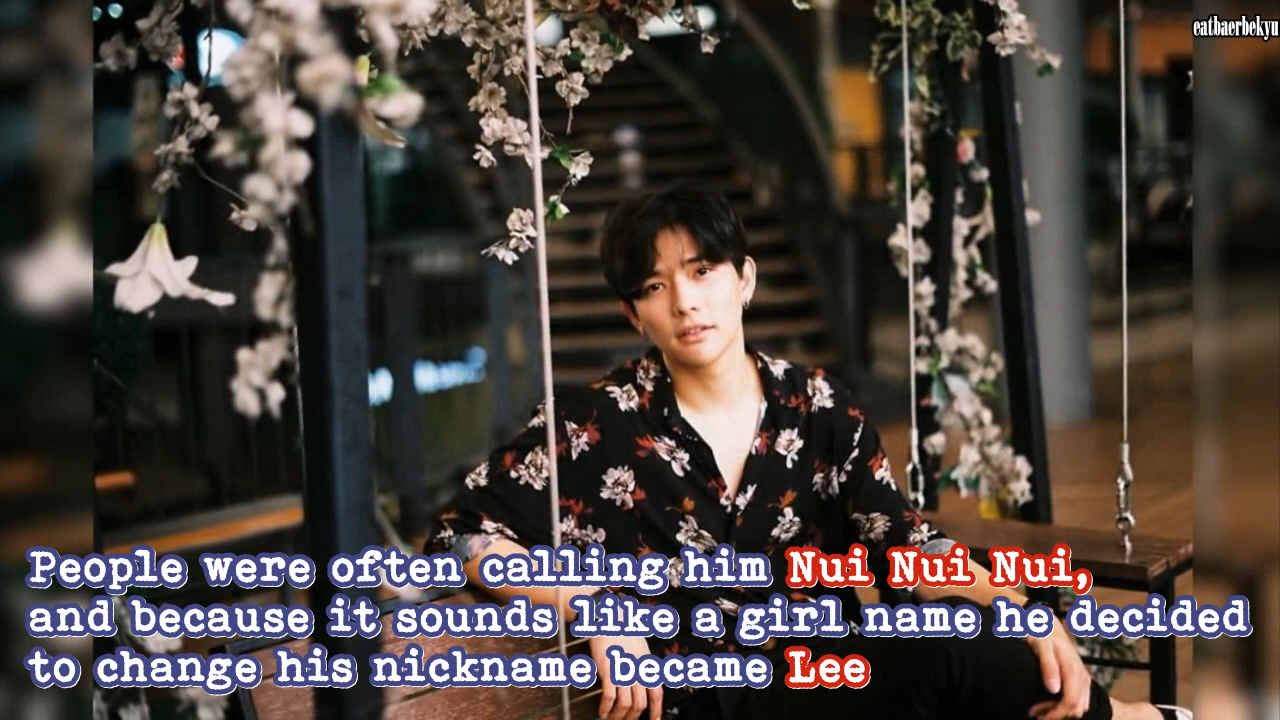 eatbaerbekyu
People were often calling him Nui Nui Nui,
and because it sounds like a girl name he decided
to change his nickname became Lee